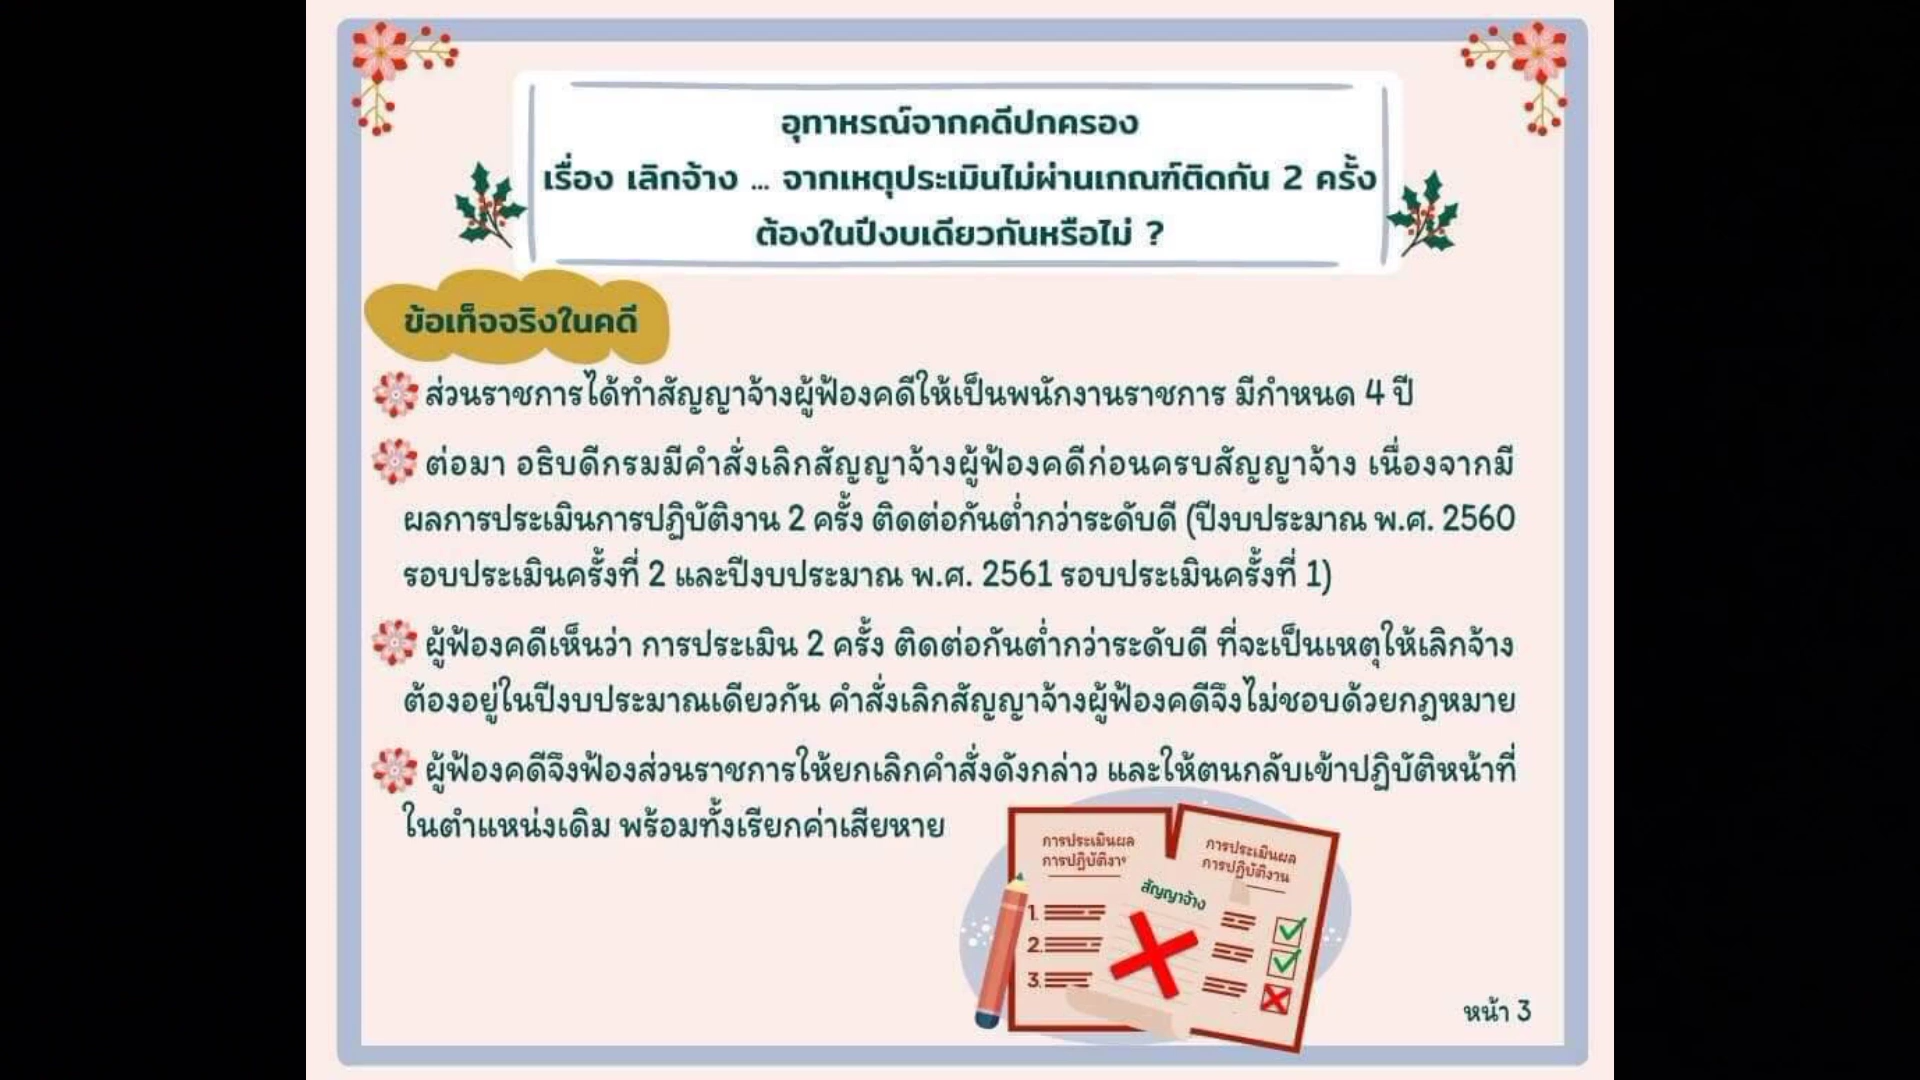 อุทาหรณ์จากคดีปกครอง
เรื่อง เลิกจ้าง ... จากเหตุประเมินไม่ผ่านเกณฑ์ติดกัน 2 ครั้ง
ต้องในปีงบเดียวกันหรือไม่ ?
ข้อเท็จจริงในคดี
ส่วนราชการได้ทำสัญญาจ้างผู้ฟ้องคดีให้เป็นพนักงานราชการ มีกำหนด 4 ปี
ต่อมา อธิบดีกรมมีคำสั่งเลิกสัญญาจ้างผู้ฟ้องคดีก่อนครบสัญญาจ้าง เนื่องจากมี
ผลการประเมินการปฏิบัติงาน 2 ครั้ง ติดต่อกันต่ำกว่าระดับดี (ปีงบประมาณ พ.ศ. 2560
รอบประเมินครั้งที่ 2 และปีงบประมาณ พ.ศ. 2561 รอบประเมินครั้งที่ 1)
ผู้ฟ้องคดีเห็นว่า การประเมิน 2 ครั้ง ติดต่อกันต่ำกว่าระดับดี ที่จะเป็นเหตุให้เลิกจ้าง
ต้องอยู่ในปีงบประมาณเดียวกัน คำสั่งเลิกสัญญาจ้างผู้ฟ้องคดีจึงไม่ชอบด้วยกฎหมาย
ผู้ฟ้องคดีจึงฟ้องส่วนราชการให้ยกเลิกคำสั่งดังกล่าว และให้ตนกลับเข้าปฏิบัติหน้าที่
ในตำแหน่งเดิม พร้อมทั้งเรียกค่าเสียหาย
การประเมินผล
การปฏิบัติงา
การประเมินผล
การปฏิบัติงาน
สัญญาจ้าง
1.
2.
3.
หน้า 3